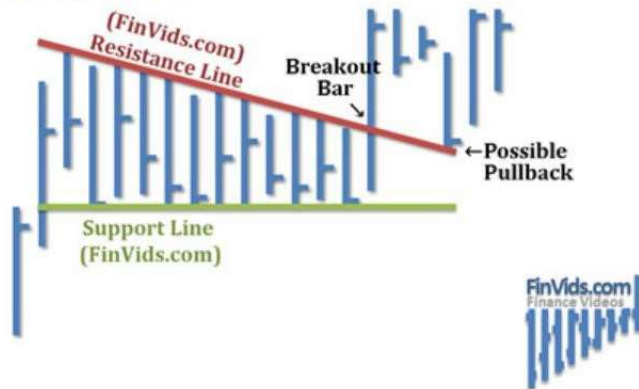 (FinVids.com)
Resistance Line
Breakout
Bar
←Possible
Pullback
Support Line
(FinVids.com)
FinVids.com
Finance Videos